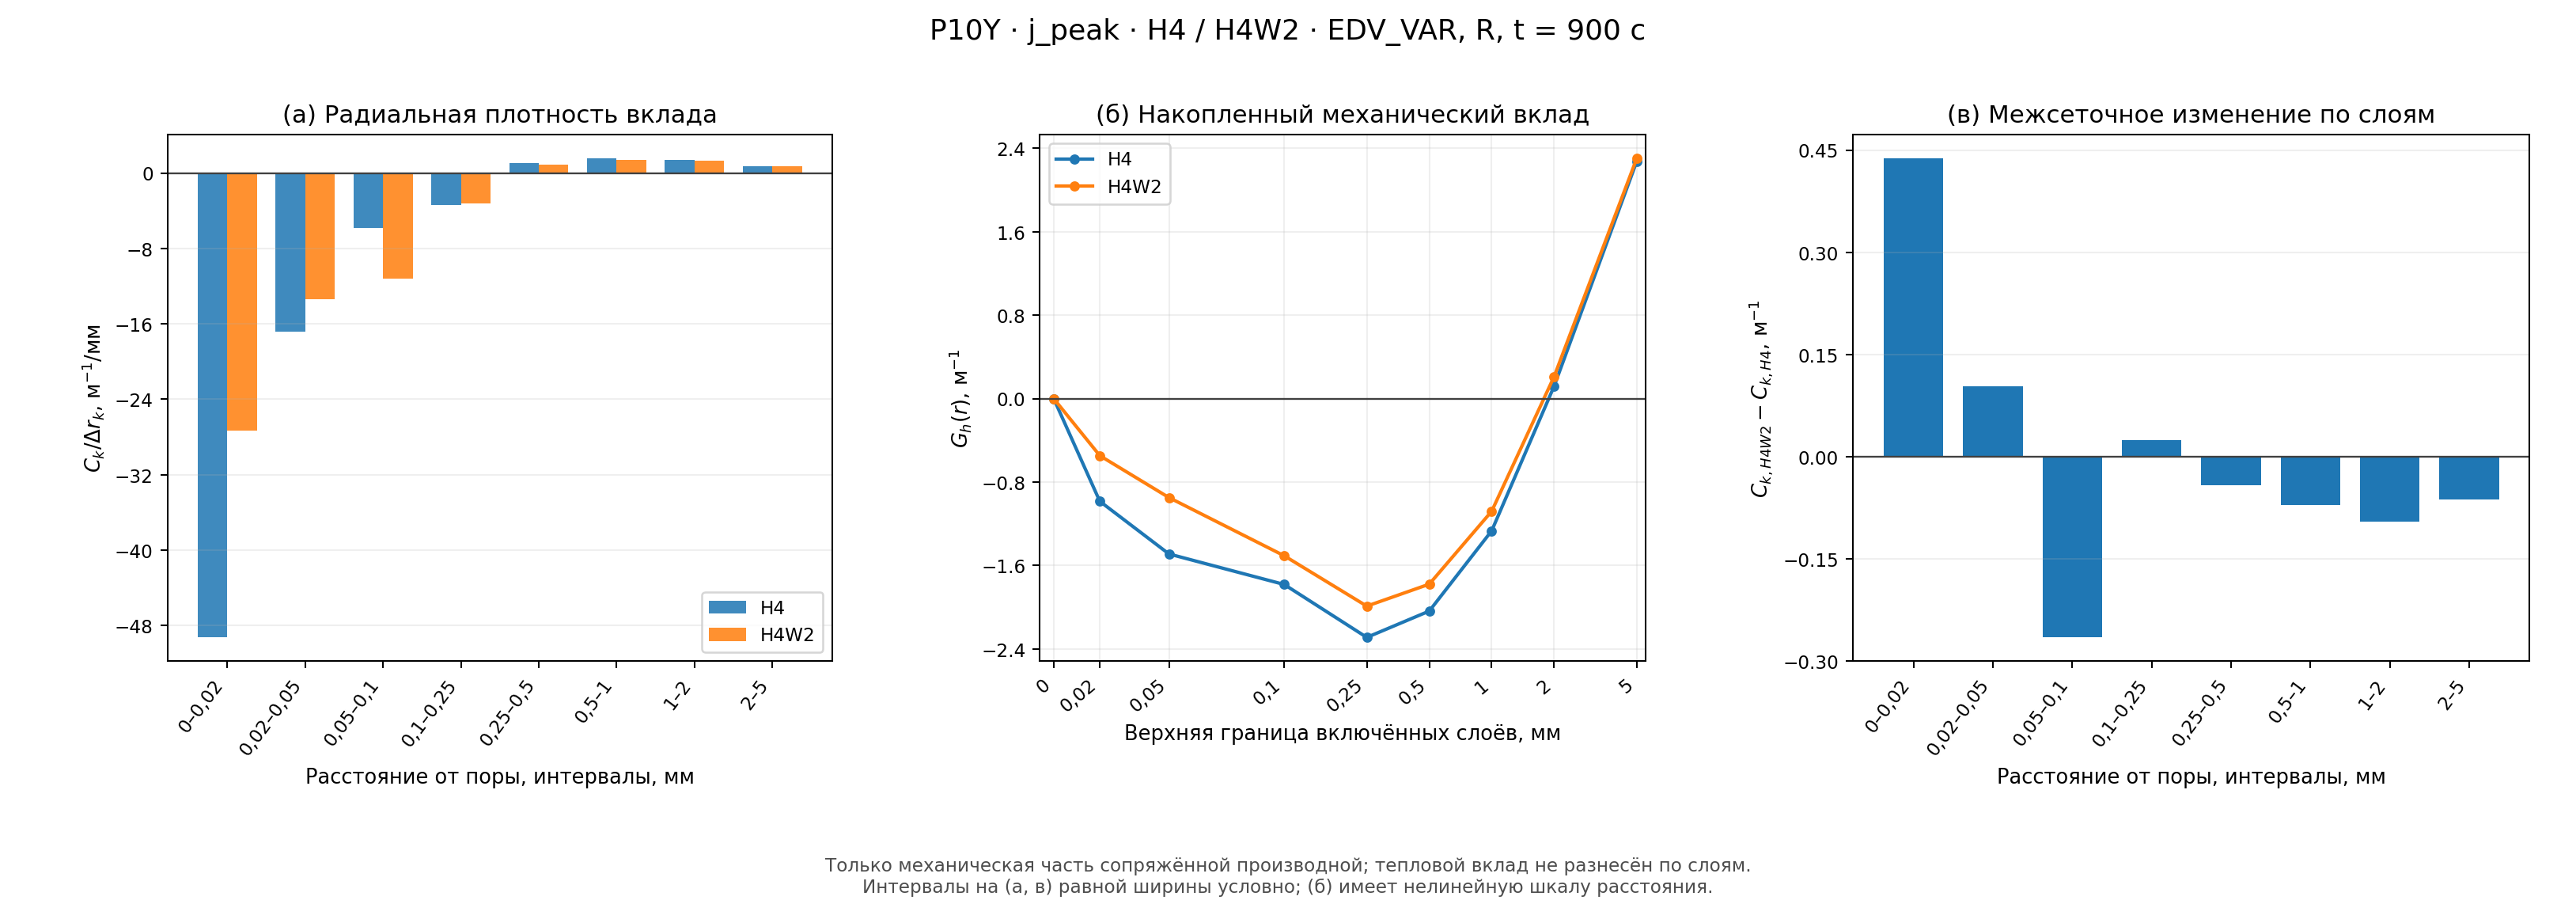 P10Y · j_peak · H4 / H4W2 · EDV_VAR, R, t = 900 с
(а) Радиальная плотность вклада
0
−8
−16
−24
−32
−40
−48
C_k/Δr_k, м⁻¹/мм
H4
H4W2
0–0,02
0,02–0,05
0,05–0,1
0,1–0,25
0,25–0,5
0,5–1
1–2
2–5
Расстояние от поры, интервалы, мм
(б) Накопленный механический вклад
H4
H4W2
2.4
1.6
0.8
0.0
−0.8
−1.6
−2.4
G_h(r), м⁻¹
0
0,02
0,05
0,1
0,25
0,5
1
2
5
Верхняя граница включённых слоёв, мм
(в) Межсеточное изменение по слоям
0.45
0.30
0.15
0.00
−0.15
−0.30
C_{k,H4W2} − C_{k,H4}, м⁻¹
0–0,02
0,02–0,05
0,05–0,1
0,1–0,25
0,25–0,5
0,5–1
1–2
2–5
Расстояние от поры, интервалы, мм
Только механическая часть сопряжённой производной; тепловой вклад не разнесён по слоям.
Интервалы на (а, в) равной ширины условно; (б) имеет нелинейную шкалу расстояния.